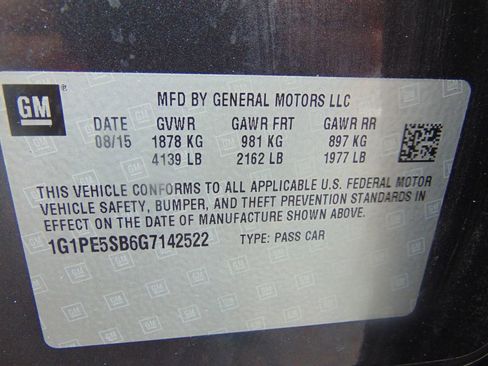 GM
MFD BY GENERAL MOTORS LLC
DATE GVWR GAWR FRT GAWR RR
08/15 1878 KG 981 KG 897 KG
4139 LB 2162 LB 1977 LB
THIS VEHICLE CONFORMS TO ALL APPLICABLE U.S. FEDERAL MOTOR
VEHICLE SAFETY, BUMPER, AND THEFT PREVENTION STANDARDS IN
EFFECT ON THE DATE OF MANUFACTURE SHOWN ABOVE.
1G1PE5SB6G7142522 TYPE: PASS CAR